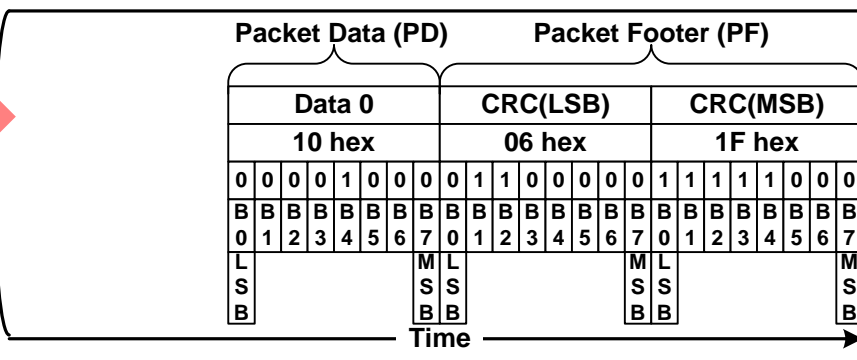 Packet Data (PD) Packet Footer (PF)
Data 0 CRC(LSB) CRC(MSB)
10 hex 06 hex 1F hex
0 0 0 0 1 0 0 0 0 1 1 0 0 0 0 0 1 1 1 1 1 0 0 0
B B B B B B B B B B B B B B B B B B B B B B B B
0 1 2 3 4 5 6 7 0 1 2 3 4 5 6 7 0 1 2 3 4 5 6 7
L M L M L M
S S S S S S
B B B B B B
Time